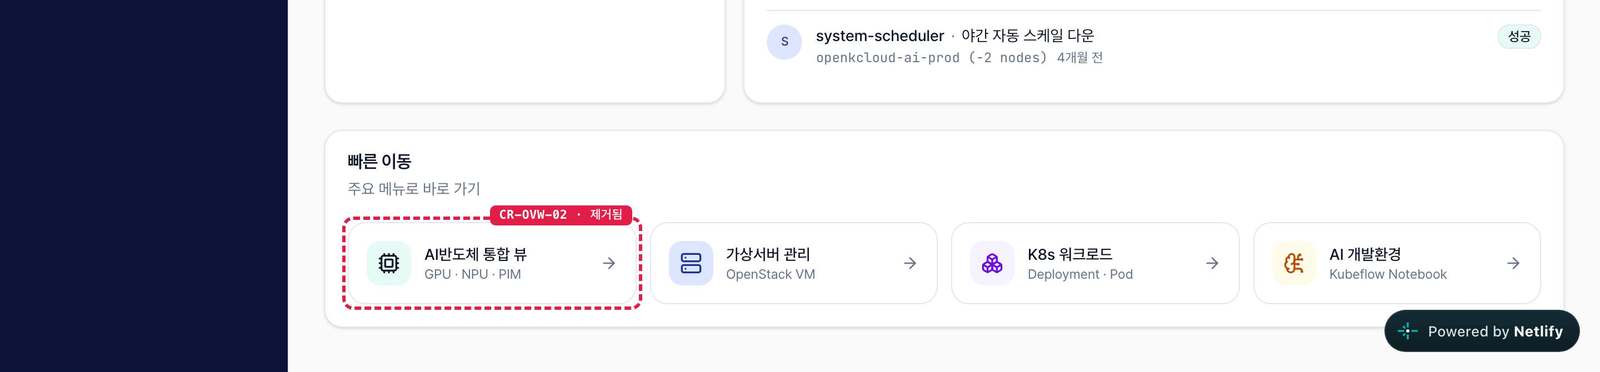 S
system-scheduler · 야간 자동 스케일 다운
성공
openkcloud-ai-prod (-2 nodes) 4개월 전
빠른 이동
주요 메뉴로 바로 가기
CR-OVW-02 · 제거됨
AI반도체 통합 뷰
GPU · NPU · PIM
가상서버 관리
OpenStack VM
K8s 워크로드
Deployment · Pod
AI 개발환경
Kubeflow Notebook
Powered by Netlify